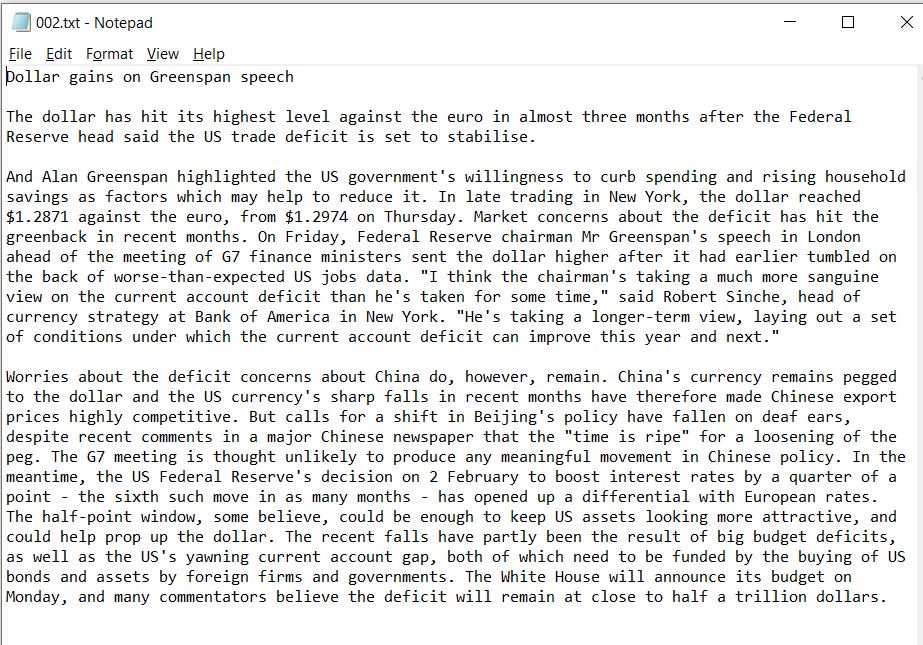 002.txt - Notepad
File Edit Format View Help
Dollar gains on Greenspan speech
The dollar has hit its highest level against the euro in almost three months after the Federal
Reserve head said the US trade deficit is set to stabilise.
And Alan Greenspan highlighted the US government's willingness to curb spending and rising household
savings as factors which may help to reduce it. In late trading in New York, the dollar reached
$1.2871 against the euro, from $1.2974 on Thursday. Market concerns about the deficit has hit the
greenback in recent months. On Friday, Federal Reserve chairman Mr Greenspan's speech in London
ahead of the meeting of G7 finance ministers sent the dollar higher after it had earlier tumbled on
the back of worse-than-expected US jobs data. "I think the chairman's taking a much more sanguine
view on the current account deficit than he's taken for some time," said Robert Sinche, head of
currency strategy at Bank of America in New York. "He's taking a longer-term view, laying out a set
of conditions under which the current account deficit can improve this year and next."
Worries about the deficit concerns about China do, however, remain. China's currency remains pegged
to the dollar and the US currency's sharp falls in recent months have therefore made Chinese export
prices highly competitive. But calls for a shift in Beijing's policy have fallen on deaf ears,
despite recent comments in a major Chinese newspaper that the "time is ripe" for a loosening of the
peg. The G7 meeting is thought unlikely to produce any meaningful movement in Chinese policy. In the
meantime, the US Federal Reserve's decision on 2 February to boost interest rates by a quarter of a
point - the sixth such move in as many months - has opened up a differential with European rates.
The half-point window, some believe, could be enough to keep US assets looking more attractive, and
could help prop up the dollar. The recent falls have partly been the result of big budget deficits,
as well as the US's yawning current account gap, both of which need to be funded by the buying of US
bonds and assets by foreign firms and governments. The White House will announce its budget on
Monday, and many commentators believe the deficit will remain at close to half a trillion dollars.